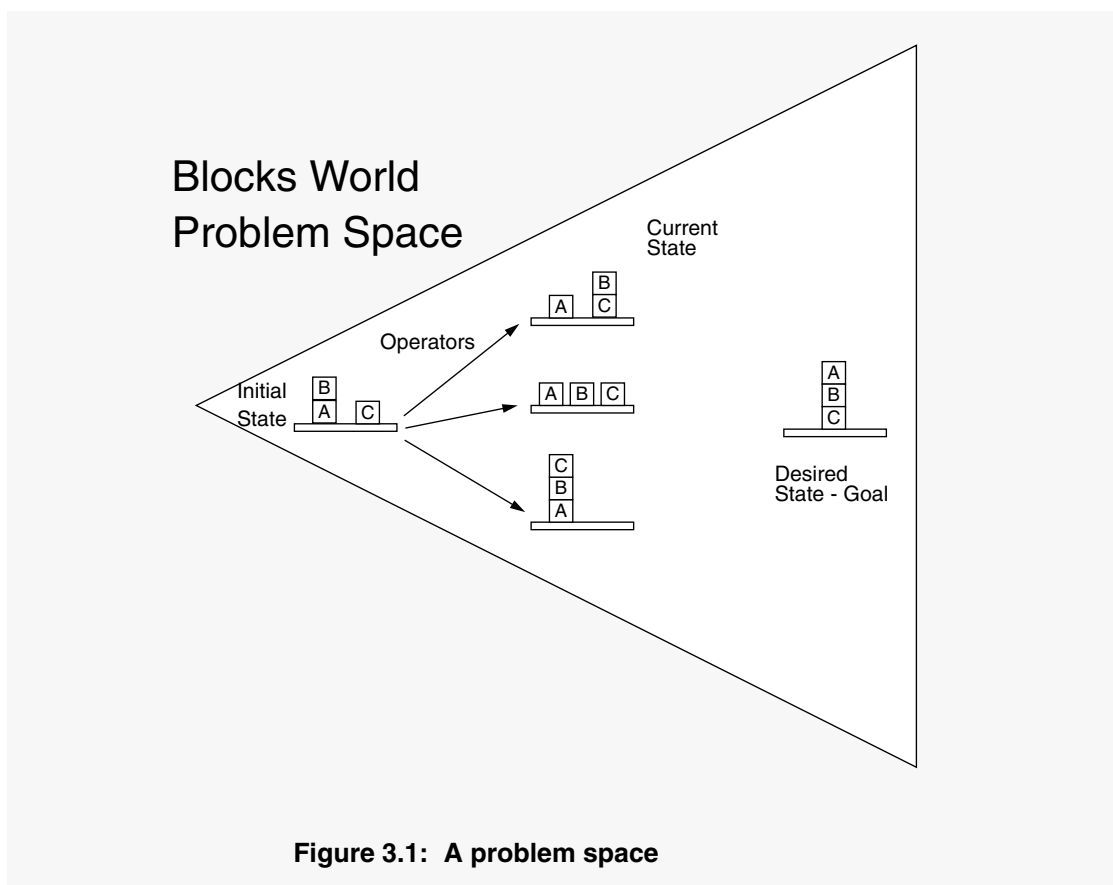 Blocks World
Problem Space
Current
State
B
A C
Operators
Initial
State
B
A C
A B C
C
B
A
A
B
C
Desired
State - Goal
Figure 3.1: A problem space